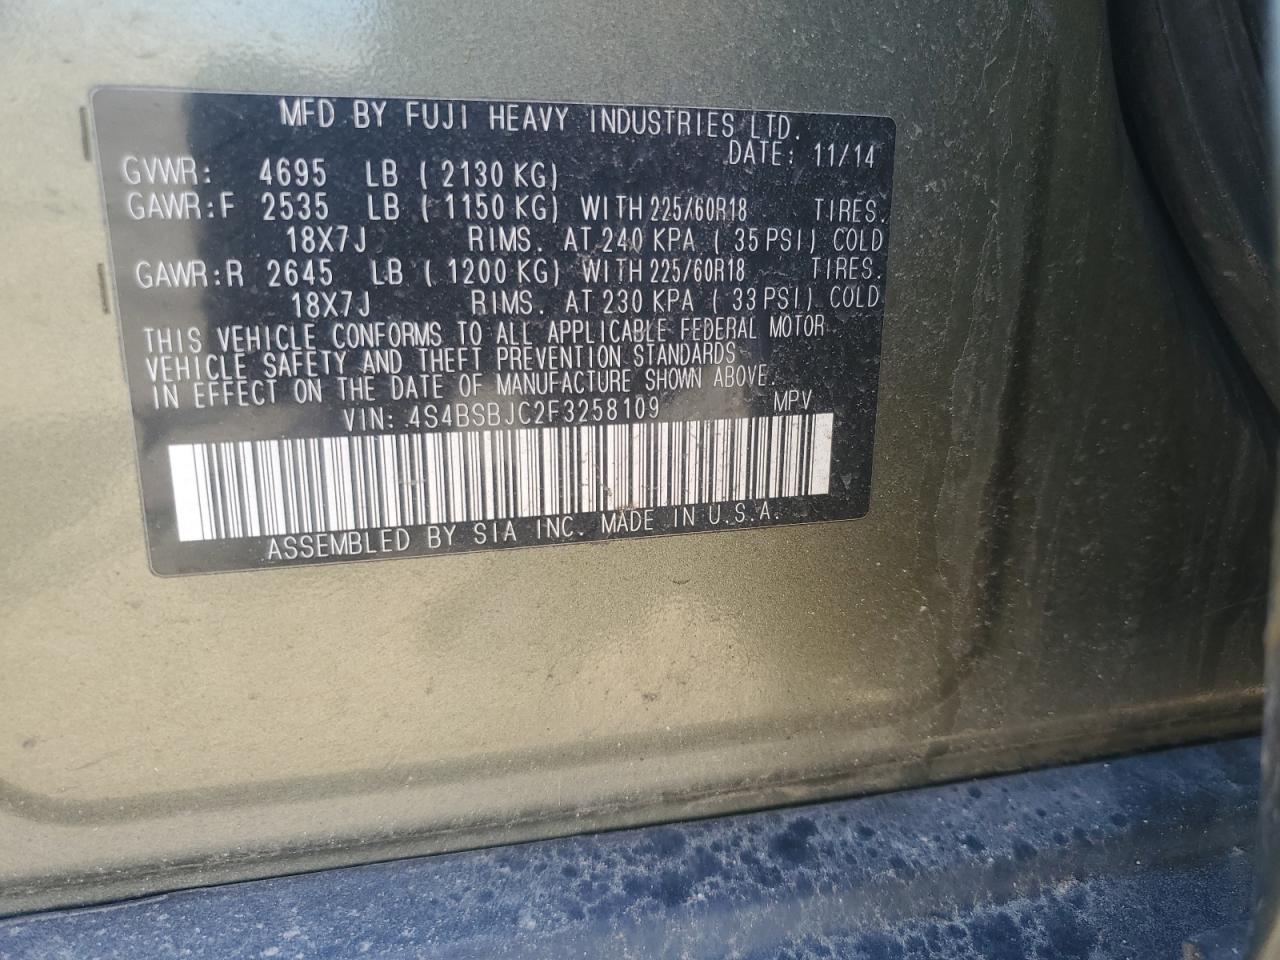 MFD BY FUJI HEAVY INDUSTRIES LTD.
DATE: 11/14
GVWR: 4695 LB ( 2130 KG)
GAWR:F 2535 LB ( 1150 KG) WITH 225/60R18 TIRES.
18X7J RIMS. AT 240 KPA ( 35 PSI) COLD
GAWR:R 2645 LB ( 1200 KG) WITH 225/60R18 TIRES.
18X7J RIMS. AT 230 KPA ( 33 PSI) COLD
THIS VEHICLE CONFORMS TO ALL APPLICABLE FEDERAL MOTOR
VEHICLE SAFETY AND THEFT PREVENTION STANDARDS
IN EFFECT ON THE DATE OF MANUFACTURE SHOWN ABOVE.
VIN: 4S4BSBJC2F3258109 MPV
ASSEMBLED BY SIA INC. MADE IN U.S.A.